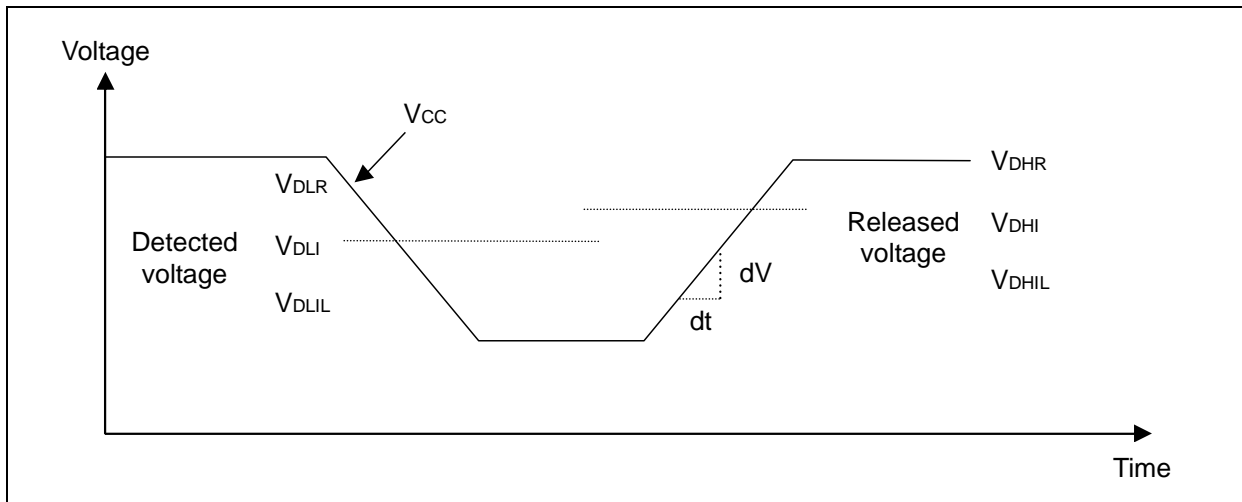 Voltage
VCC
VDLR
VDHR
Detected
voltage
VDLI
Released
voltage
VDHI
VDLIL
dV
VDHIL
dt
Time